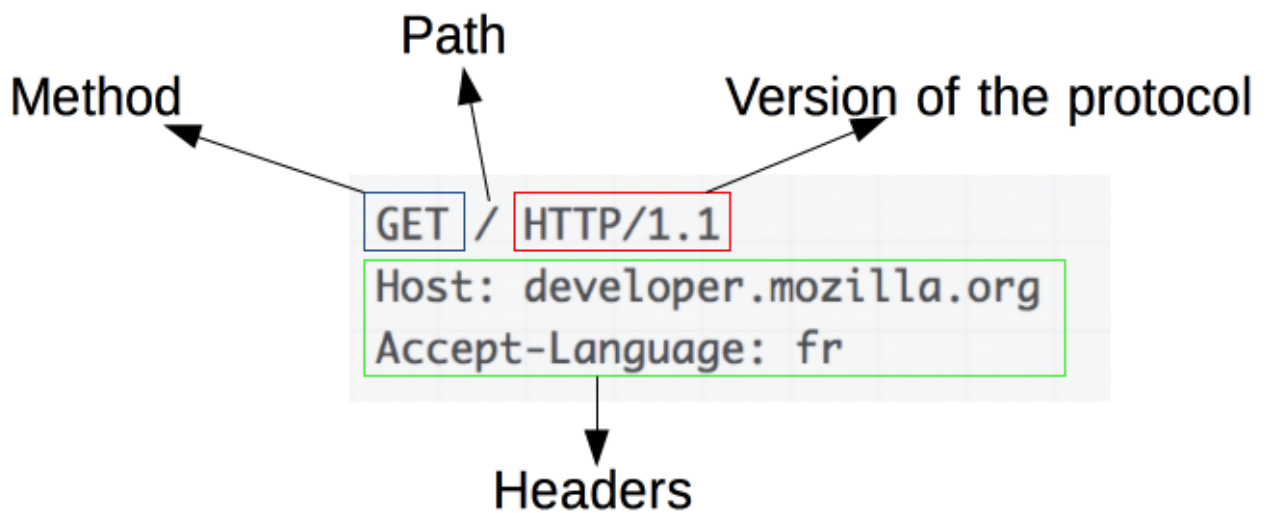 Path
Method
Version of the protocol
GET / HTTP/1.1
Host: developer.mozilla.org
Accept-Language: fr
Headers